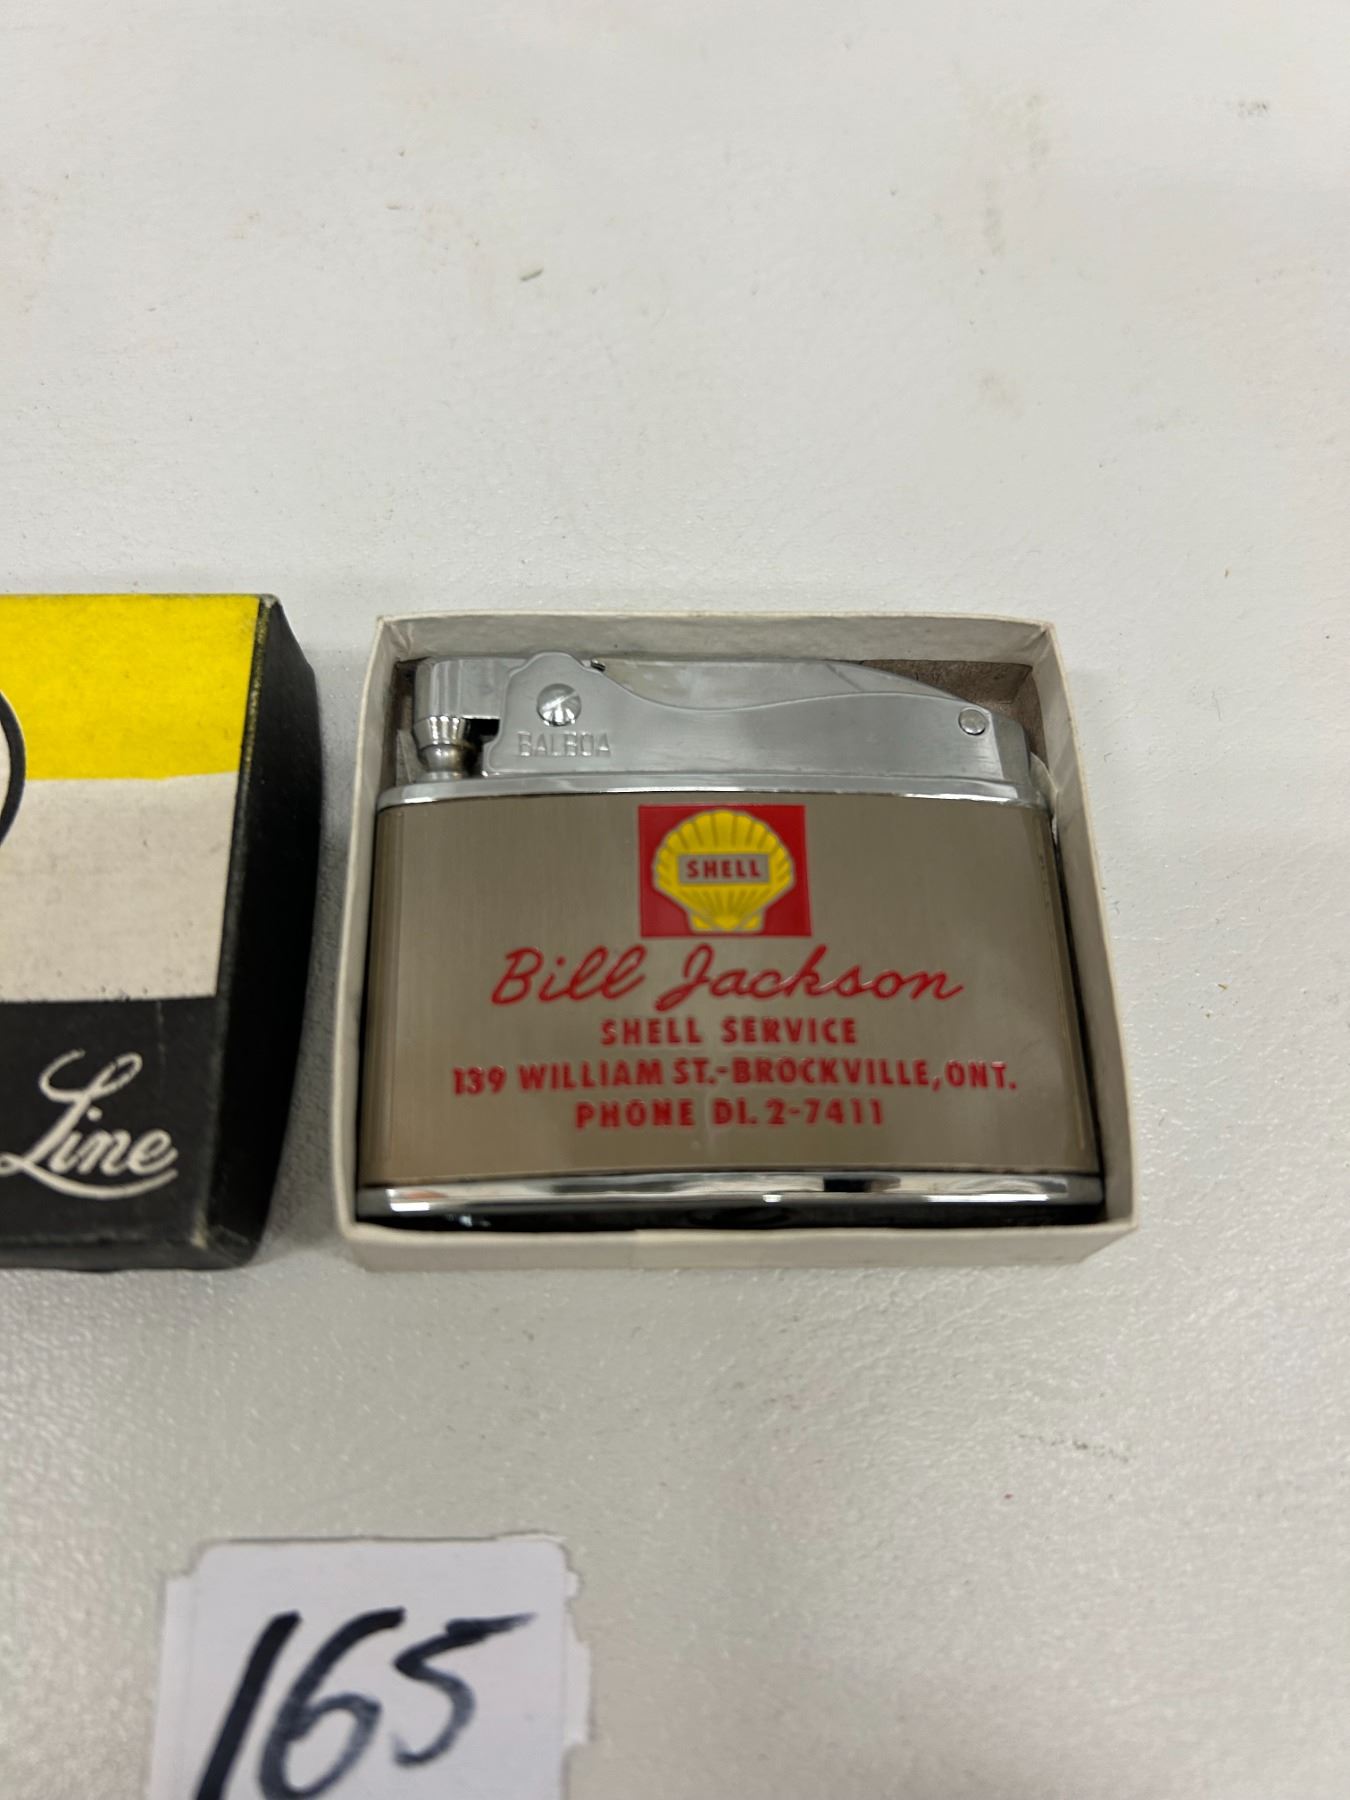 BALBOA
SHELL
Bill Jackson
SHELL SERVICE
139 WILLIAM ST.-BROCKVILLE, ONT.
PHONE DI. 2-7411
Line
165